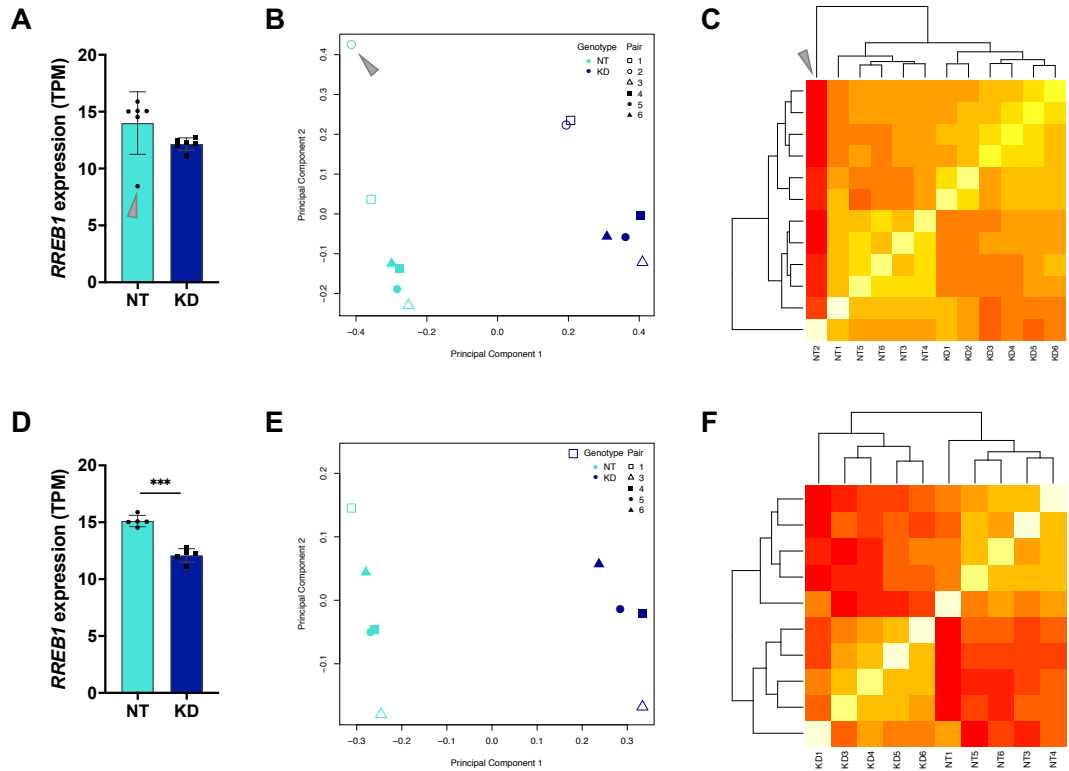 A
RREB1 expression (TPM)
20
15
10
5
0
NT
KD
B
Principal Component 2
0.4
0.3
0.2
0.1
0.0
−0.1
−0.2
−0.4
−0.2
0.0
0.2
0.4
Principal Component 1
Genotype
NT
KD
Pair
1
2
3
4
5
6
C
NT2
NT1
NT5
NT6
NT3
NT4
KD1
KD2
KD3
KD4
KD5
KD6
D
RREB1 expression (TPM)
20
15
10
5
0
***
NT
KD
E
Principal Component 2
0.2
0.1
0.0
−0.1
−0.3
−0.2
−0.1
0.0
0.1
0.2
0.3
Principal Component 1
Genotype
NT
KD
Pair
1
3
4
5
6
F
KD1
KD3
KD4
KD5
KD6
NT1
NT5
NT6
NT3
NT4